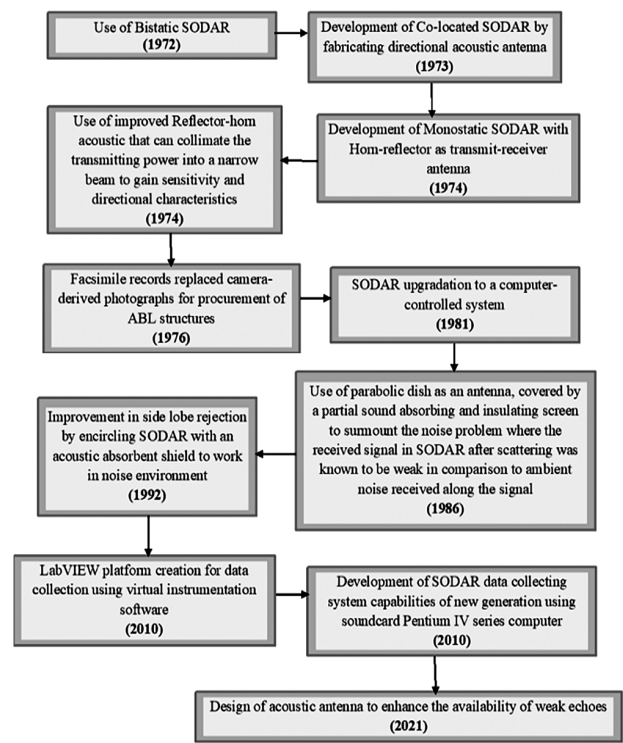 Use of Bistatic SODAR
(1972)
Development of Co-located SODAR by
fabricating directional acoustic antenna
(1973)
Development of Monostatic SODAR with
Horn-reflector as transmit-receiver
antenna
(1974)
Use of improved Reflector-horn
acoustic that can collimate the
transmitting power into a narrow
beam to gain sensitivity and
directional characteristics
(1974)
Facsimile records replaced camera-
derived photographs for procurement of
ABL structures
(1976)
SODAR upgradation to a computer-
controlled system
(1981)
Use of parabolic dish as an antenna, covered by
a partial sound absorbing and insulating screen
to surmount the noise problem where the
received signal in SODAR after scattering was
known to be weak in comparison to ambient
noise received along the signal
(1986)
Improvement in side lobe rejection
by encircling SODAR with an
acoustic absorbent shield to work
in noise environment
(1992)
LabVIEW platform creation for data
collection using virtual instrumentation
software
(2010)
Development of SODAR data collecting
system capabilities of new generation using
soundcard Pentium IV series computer
(2010)
Design of acoustic antenna to enhance the availability of weak echoes
(2021)